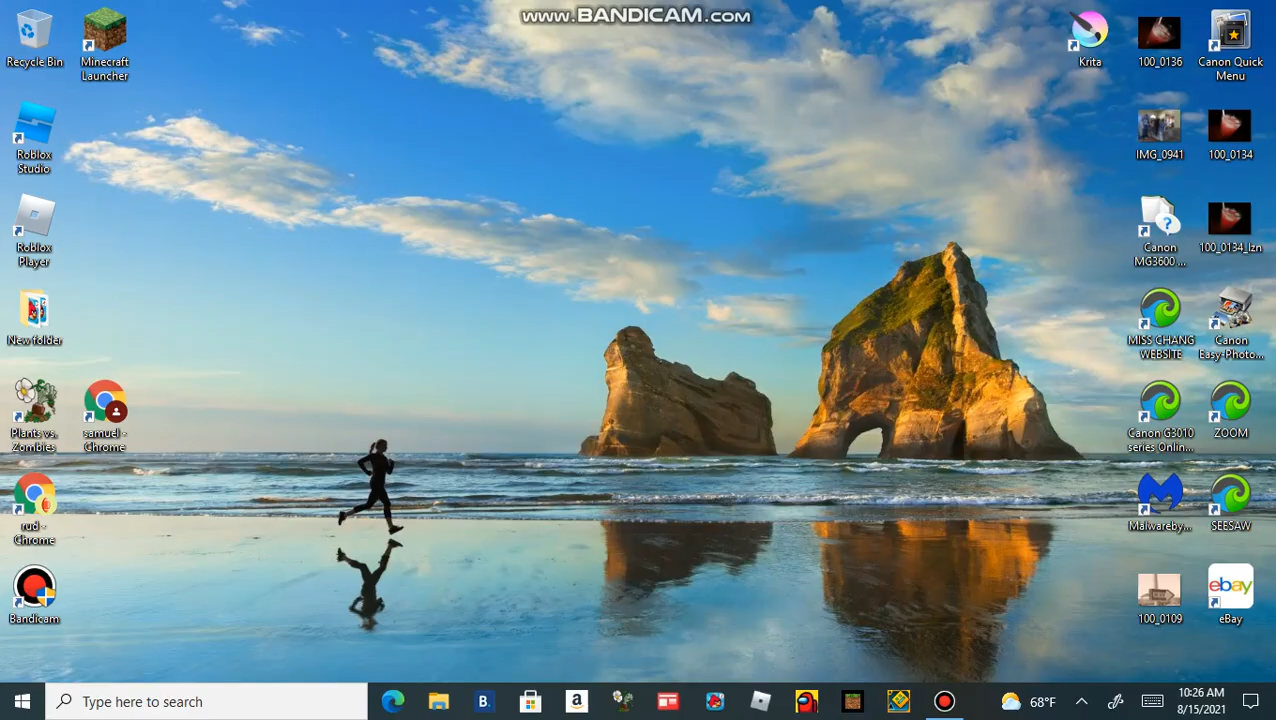 www.BANDICAM.com
Recycle Bin
Minecraft
Launcher
Krita
100_0136
Canon Quick
Menu
Roblox
Studio
IMG_0941
100_0134
Roblox
Player
Canon
MG3600 ...
100_0134_lzn
New folder
MISS CHANG
WEBSITE
Canon
Easy-Photo...
Plants vs.
Zombies
samuel -
Chrome
Canon G3010
series Onlin...
ZOOM
rud -
Chrome
Malwareby...
SEESAW
Bandicam
100_0109
ebay
eBay
Type here to search
B.
a
68°F
10:26 AM
8/15/2021